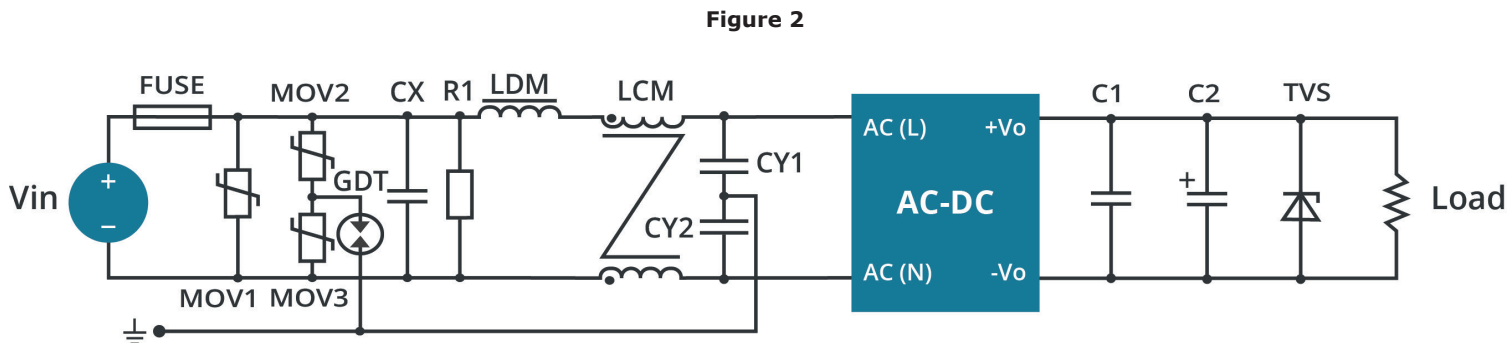 Figure 2
FUSE
MOV2
CX
R1
LDM
LCM
C1
C2
TVS
AC (L)
+Vo
Vin
+
−
GDT
CY1
CY2
AC-DC
+
Load
AC (N)
-Vo
MOV1
MOV3